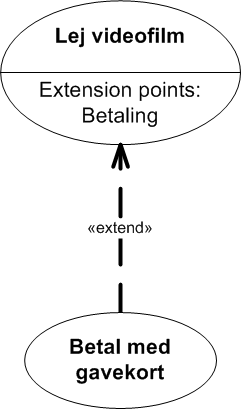 Lej videofilm
Extension points:
Betaling
«extend»
Betal med
gavekort